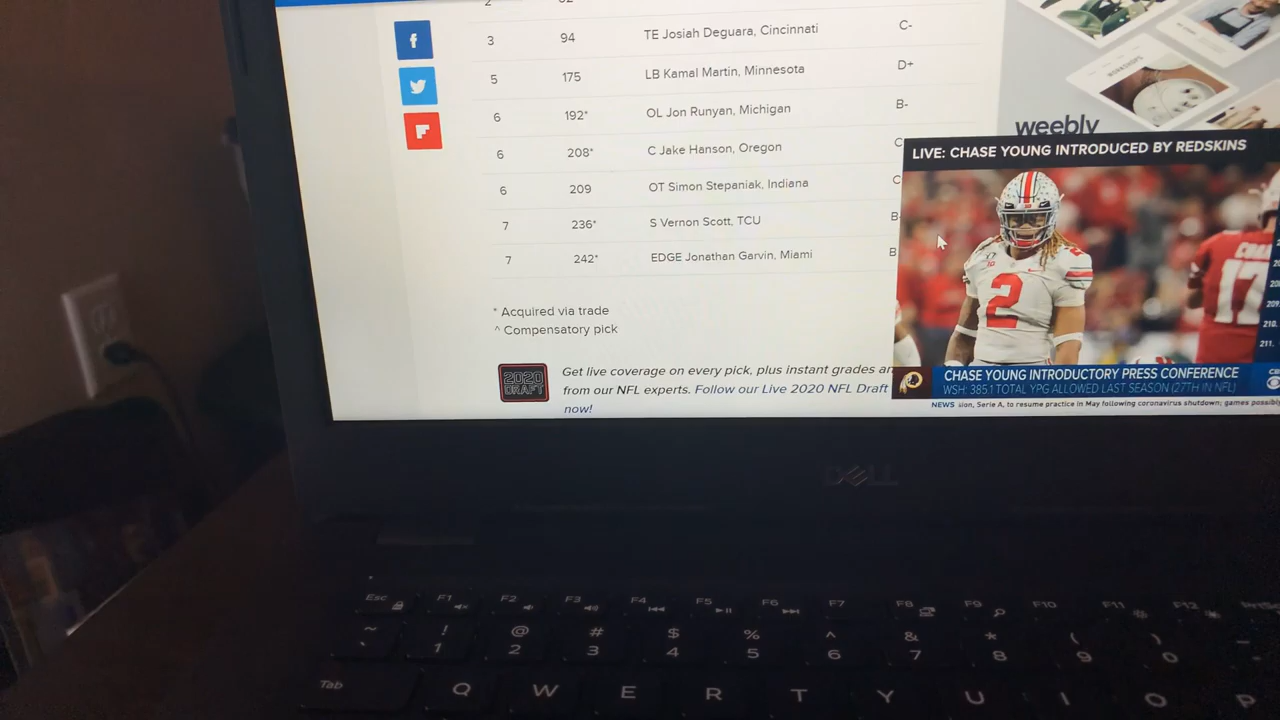 3 94 TE Josiah Deguara, Cincinnati C-
5 175 LB Kamal Martin, Minnesota D+
6 192* OL Jon Runyan, Michigan B-
6 208* C Jake Hanson, Oregon C
6 209 OT Simon Stepaniak, Indiana C
7 236* S Vernon Scott, TCU B
7 242* EDGE Jonathan Garvin, Miami B
* Acquired via trade
^ Compensatory pick
2020
DRAFT
Get live coverage on every pick, plus instant grades an
from our NFL experts. Follow our Live 2020 NFL Draft
now!
weebly
LIVE: CHASE YOUNG INTRODUCED BY REDSKINS
2
17
209.
210.
211.
CHASE YOUNG INTRODUCTORY PRESS CONFERENCE
WSH: 385.1 TOTAL YPG ALLOWED LAST SEASON (27TH IN NFL)
NEWS sion, Serie A, to resume practice in May following coronavirus shutdown; games possibly
DELL
Esc F1 F2 F3 F4 F5 F6 F7 F8 F9 F10 F11 F12
~ ! @ # $ % ^ & * ( )
` 1 2 3 4 5 6 7 8 9 0
Tab Q W E R T Y U I O P